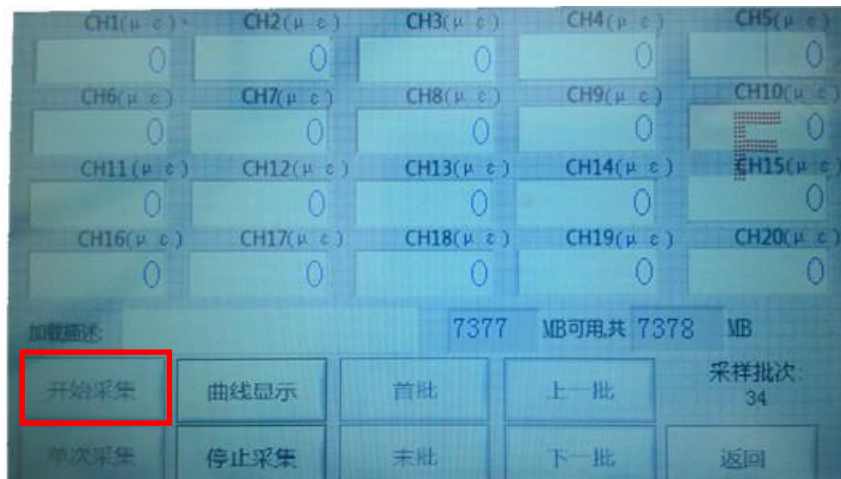 CH1(μ ε) CH2(μ ε) CH3(μ ε) CH4(μ ε) CH5(μ ε)
0 0 0 0 0
CH6(μ ε) CH7(μ ε) CH8(μ ε) CH9(μ ε) CH10(μ ε)
0 0 0 0 0
CH11(μ ε) CH12(μ ε) CH13(μ ε) CH14(μ ε) CH15(μ ε)
0 0 0 0 0
CH16(μ ε) CH17(μ ε) CH18(μ ε) CH19(μ ε) CH20(μ ε)
0 0 0 0 0
加载描述: 7377 MB可用,共 7378 MB
开始采集 曲线显示 首批 上一批 采样批次:
34
单次采集 停止采集 末批 下一批 返回